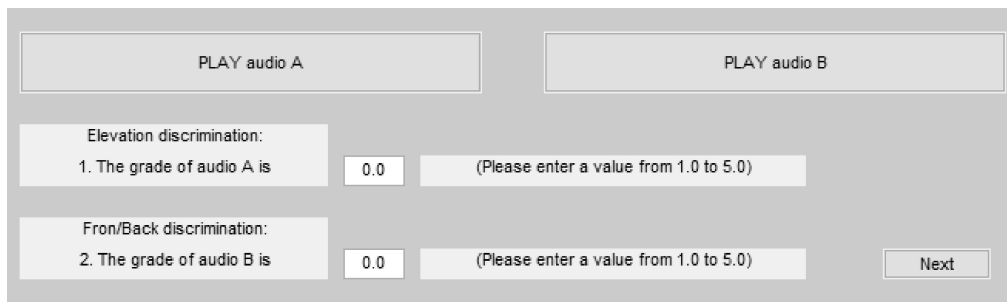 PLAY audio A
PLAY audio B
Elevation discrimination:
1. The grade of audio A is
0.0
(Please enter a value from 1.0 to 5.0)
Fron/Back discrimination:
2. The grade of audio B is
0.0
(Please enter a value from 1.0 to 5.0)
Next